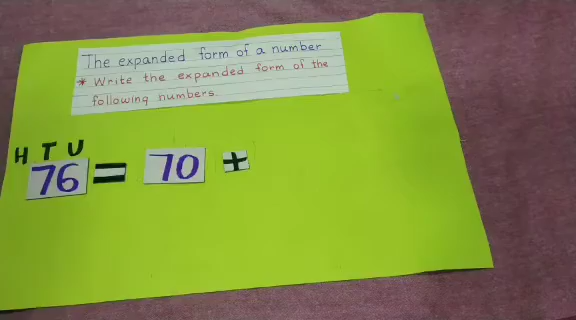 The expanded form of a number
* Write the expanded form of the
following numbers.
H T U
76 = 70 +